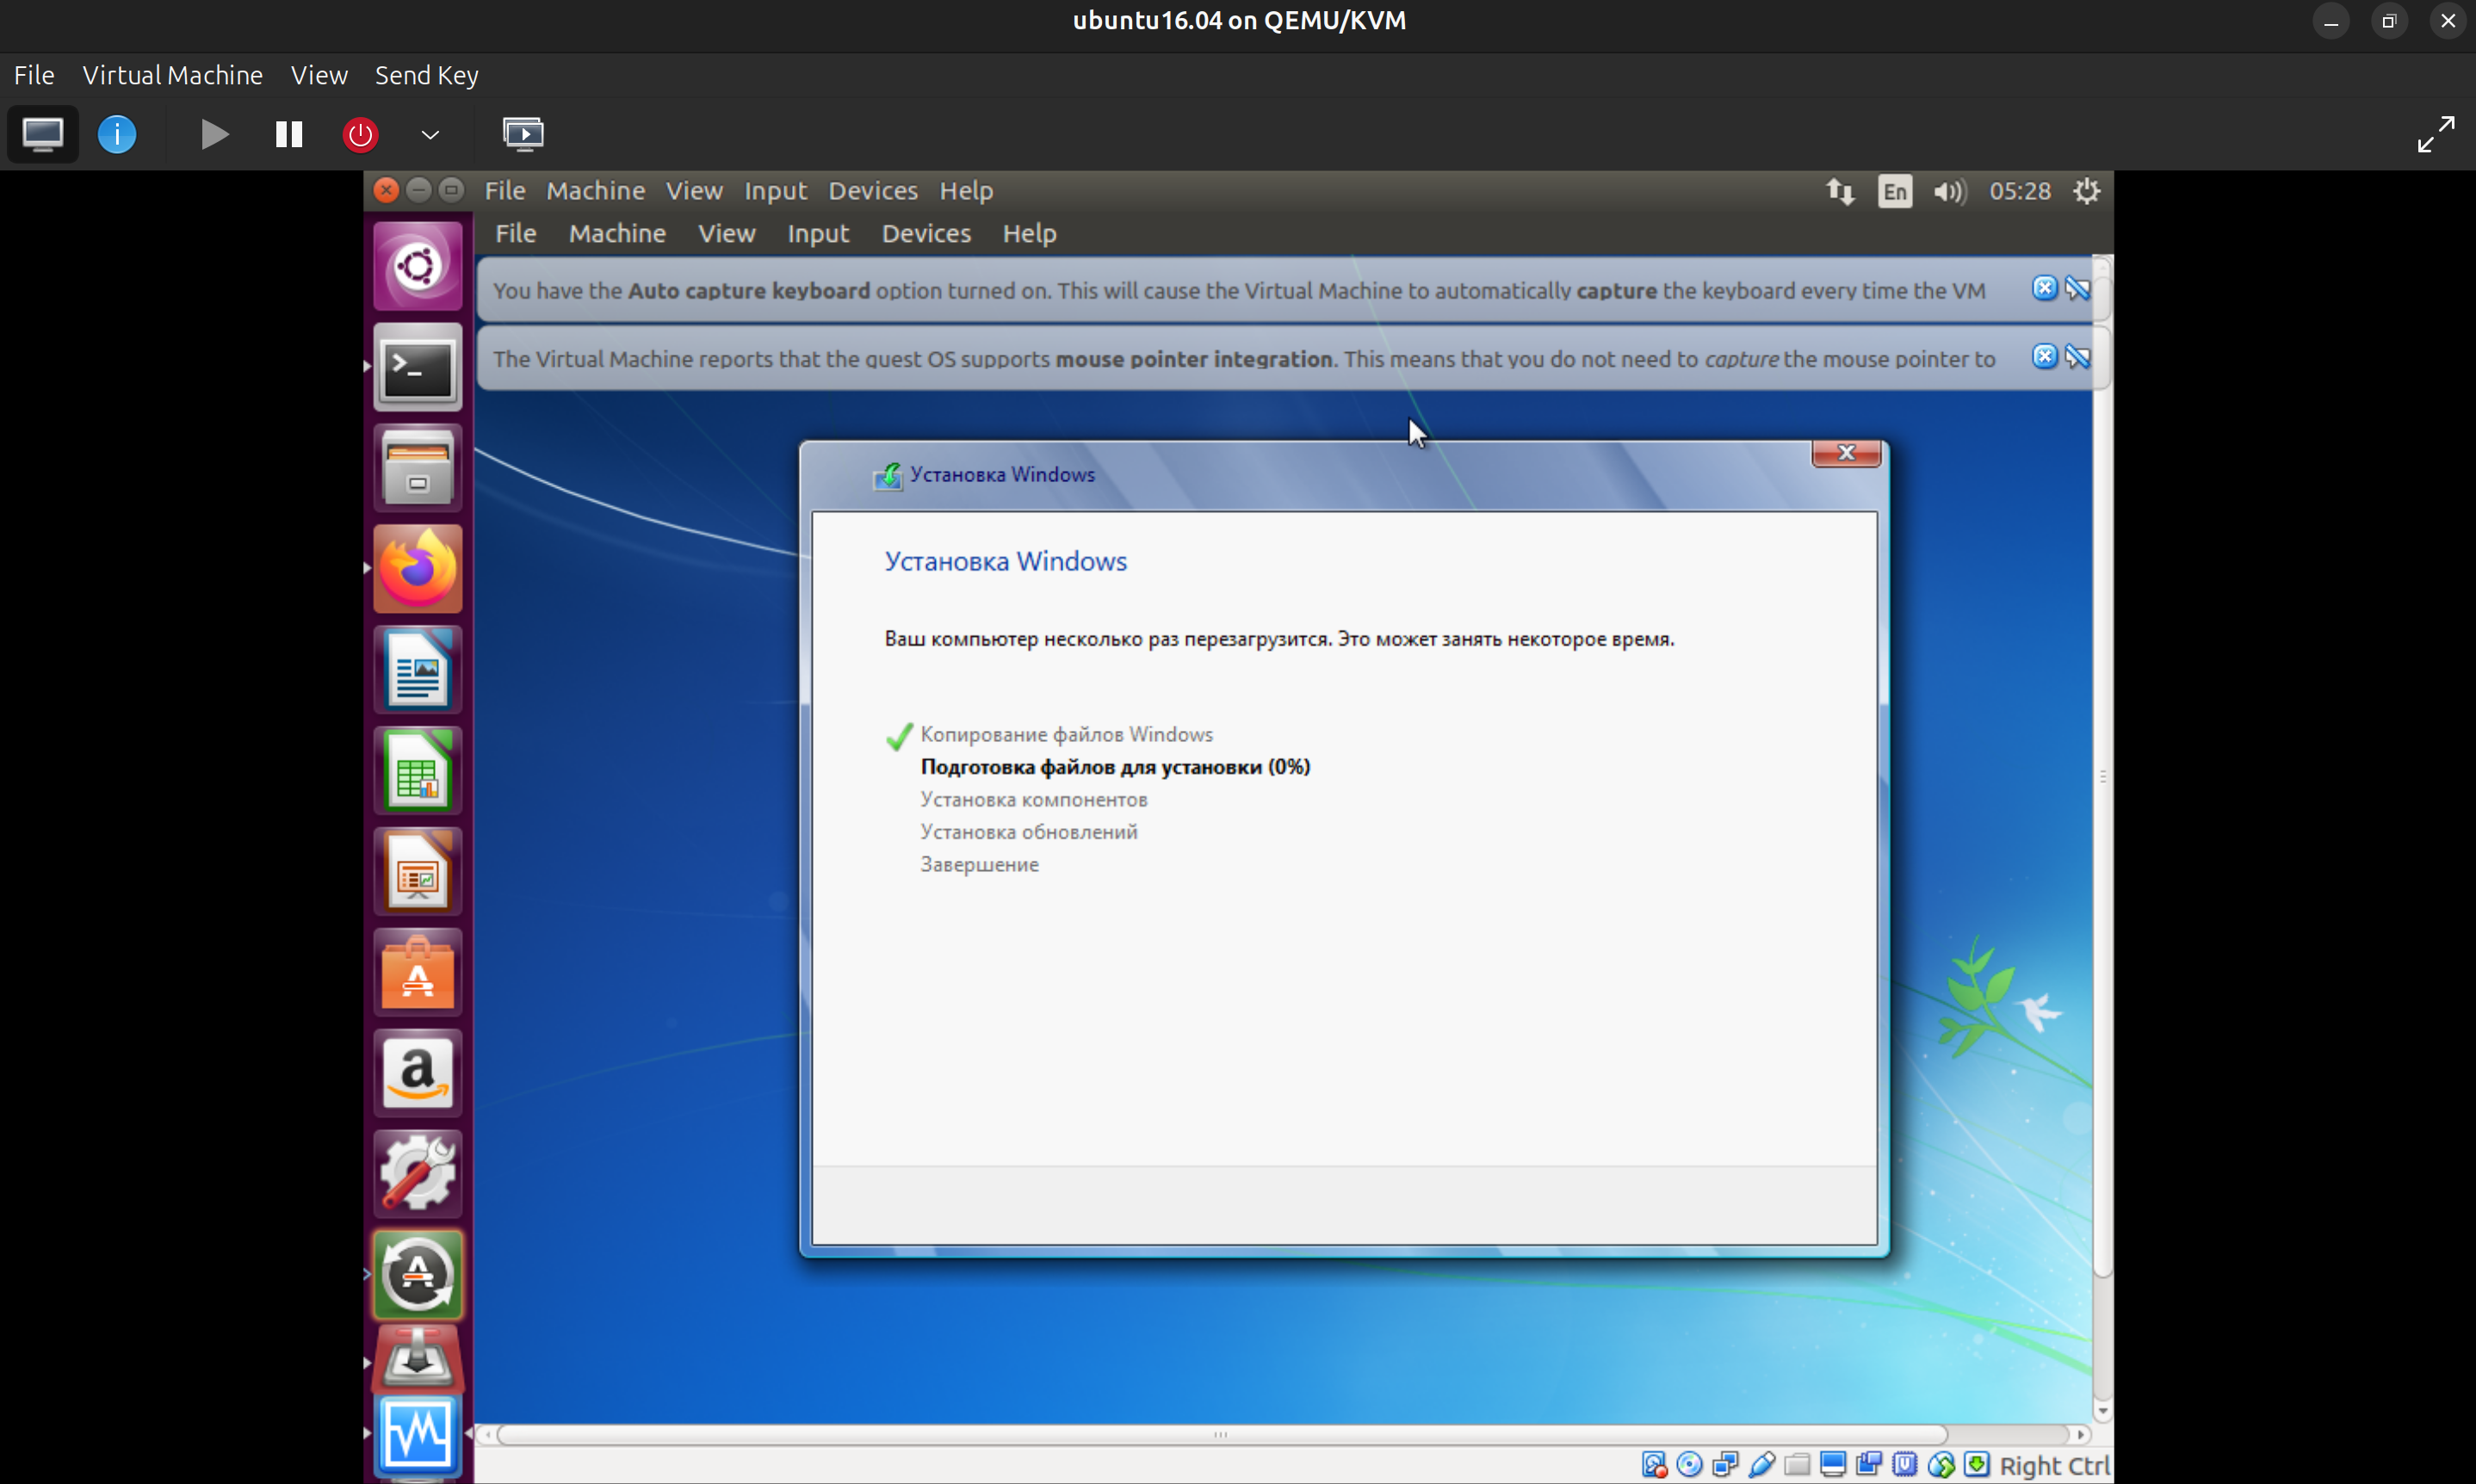 ubuntu16.04 on QEMU/KVM
File Virtual Machine View Send Key
File Machine View Input Devices Help En 05:28
File Machine View Input Devices Help
You have the Auto capture keyboard option turned on. This will cause the Virtual Machine to automatically capture the keyboard every time the VM
The Virtual Machine reports that the guest OS supports mouse pointer integration. This means that you do not need to capture the mouse pointer to
Установка Windows
Установка Windows
Ваш компьютер несколько раз перезагрузится. Это может занять некоторое время.
Копирование файлов Windows
Подготовка файлов для установки (0%)
Установка компонентов
Установка обновлений
Завершение
Right Ctrl